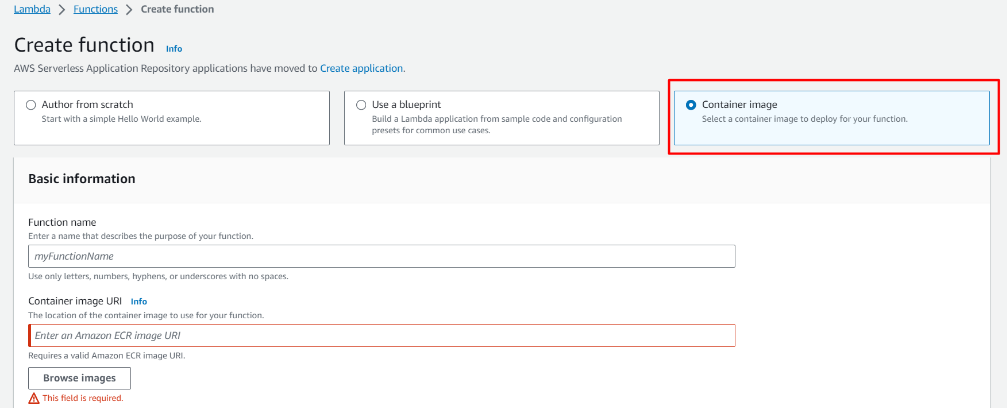 Lambda > Functions > Create function
Create function Info
AWS Serverless Application Repository applications have moved to Create application.
Author from scratch
Start with a simple Hello World example.
Use a blueprint
Build a Lambda application from sample code and configuration
presets for common use cases.
Container image
Select a container image to deploy for your function.
Basic information
Function name
Enter a name that describes the purpose of your function.
myFunctionName
Use only letters, numbers, hyphens, or underscores with no spaces.
Container image URI Info
The location of the container image to use for your function.
Enter an Amazon ECR image URI
Requires a valid Amazon ECR image URI.
Browse images
This field is required.